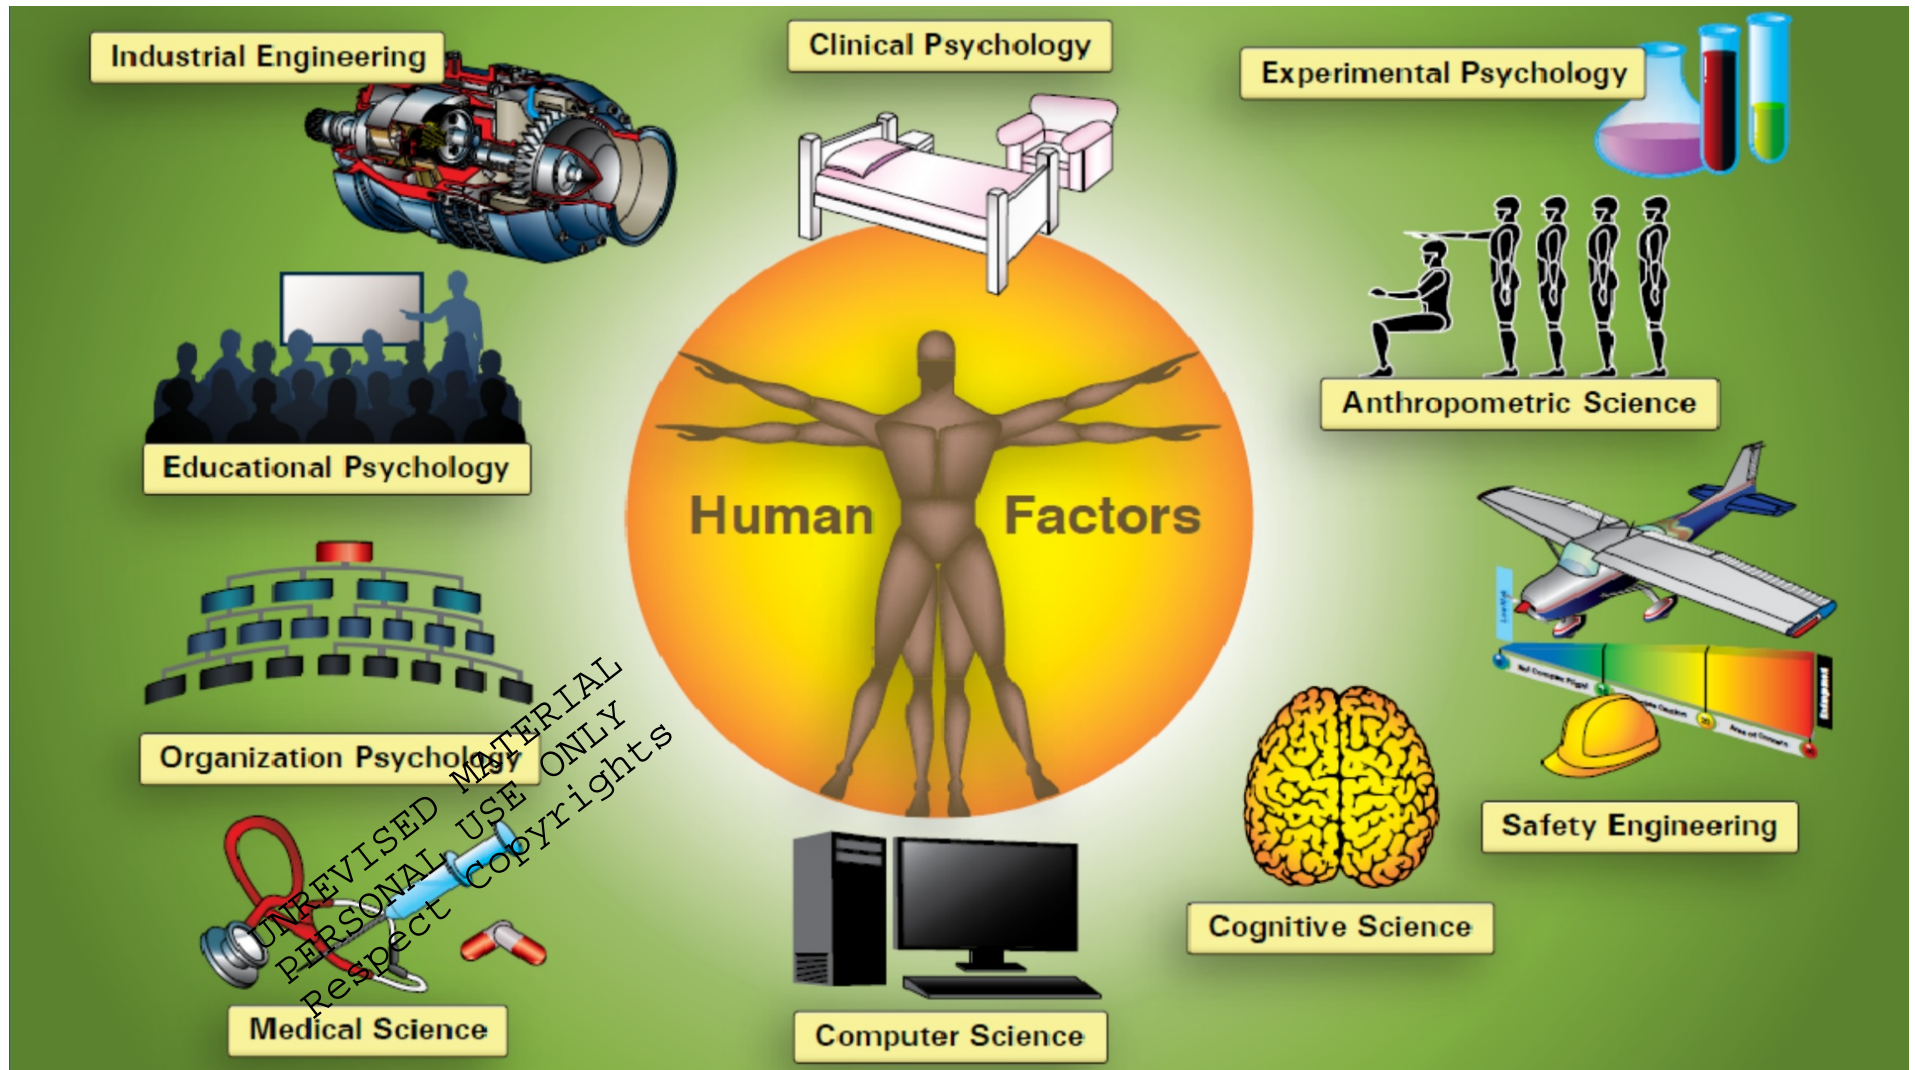 Industrial Engineering
Clinical Psychology
Experimental Psychology
Anthropometric Science
Educational Psychology
Human Factors
Organization Psychology
Safety Engineering
Cognitive Science
Medical Science
Computer Science
UNREVISED MATERIAL
PERSONAL USE ONLY
Respect Copyrights